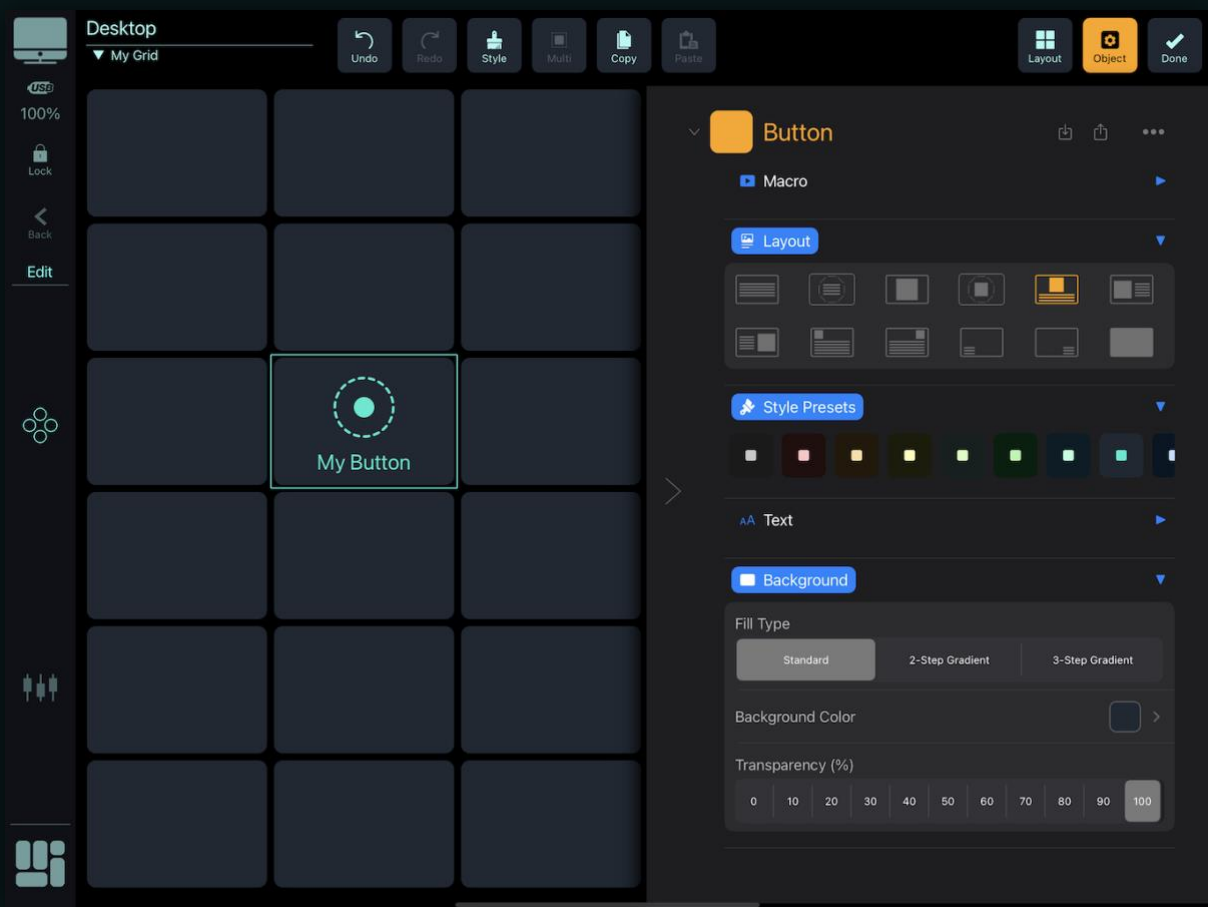 Desktop
▼ My Grid
Undo
Redo
Style
Multi
Copy
Paste
Layout
Object
Done
USB
100%
Lock
Back
Edit
My Button
Button
Macro
Layout
Style Presets
AA Text
Background
Fill Type
Standard
2-Step Gradient
3-Step Gradient
Background Color
Transparency (%)
0 10 20 30 40 50 60 70 80 90 100